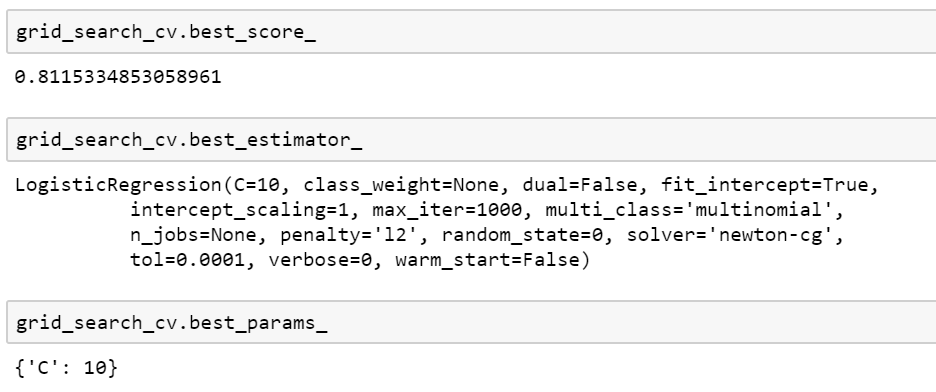 grid_search_cv.best_score_
0.8115334853058961
grid_search_cv.best_estimator_
LogisticRegression(C=10, class_weight=None, dual=False, fit_intercept=True,
intercept_scaling=1, max_iter=1000, multi_class='multinomial',
n_jobs=None, penalty='l2', random_state=0, solver='newton-cg',
tol=0.0001, verbose=0, warm_start=False)
grid_search_cv.best_params_
{'C': 10}